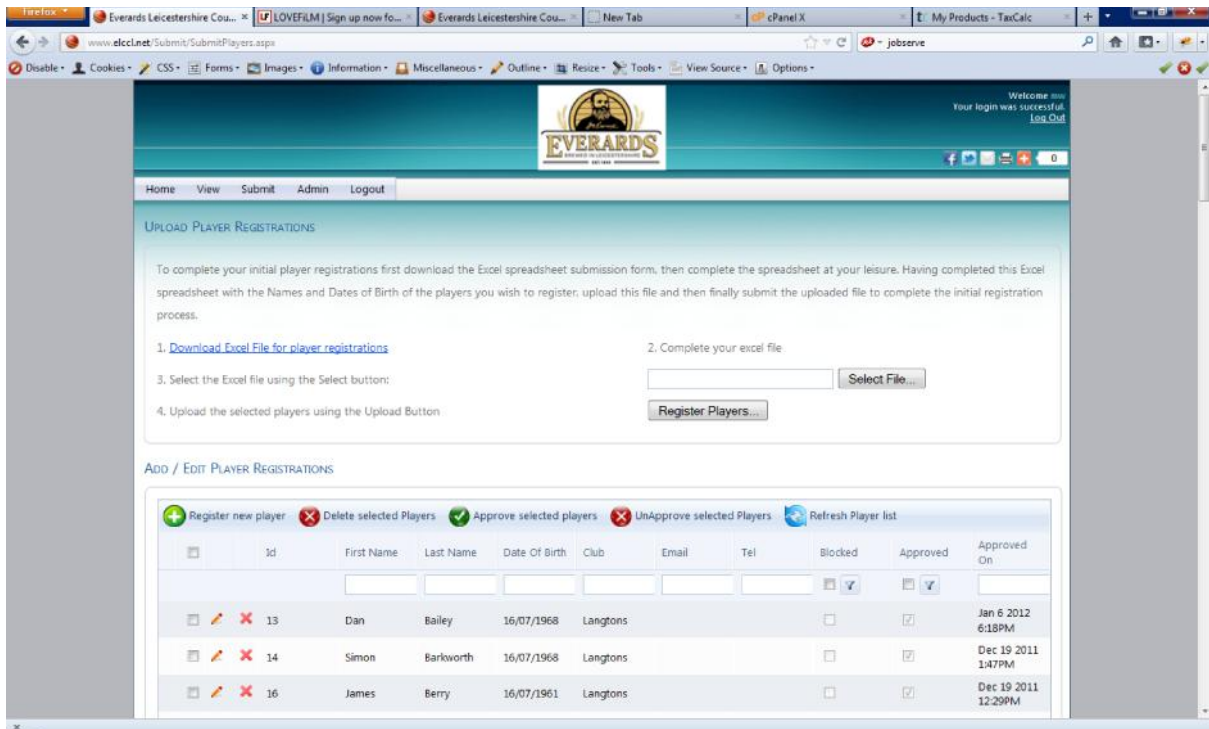 Firefox
Everards Leicestershire Cou...
LOVEFiLM | Sign up now fo...
Everards Leicestershire Cou...
New Tab
cPanel X
My Products - TaxCalc
www.elccl.net/Submit/SubmitPlayers.aspx
jobserve
Disable Cookies CSS Forms Images Information Miscellaneous Outline Resize Tools View Source Options
Welcome
Your login was successful.
Log Out
EVERARDS
BREWED IN LEICESTERSHIRE
0
Home View Submit Admin Logout
UPLOAD PLAYER REGISTRATIONS
To complete your initial player registrations first download the Excel spreadsheet submission form, then complete the spreadsheet at your leisure. Having completed this Excel
spreadsheet with the Names and Dates of Birth of the players you wish to register, upload this file and then finally submit the uploaded file to complete the initial registration
process.
1. Download Excel File for player registrations
2. Complete your excel file
3. Select the Excel file using the Select button:
Select File...
4. Upload the selected players using the Upload Button
Register Players...
ADD / EDIT PLAYER REGISTRATIONS
Register new player Delete selected Players Approve selected players UnApprove selected Players Refresh Player list
Id First Name Last Name Date Of Birth Club Email Tel Blocked Approved Approved On
13 Dan Bailey 16/07/1968 Langtons Jan 6 2012 6:18PM
14 Simon Barkworth 16/07/1968 Langtons Dec 19 2011 1:47PM
16 James Berry 16/07/1961 Langtons Dec 19 2011 12:29PM